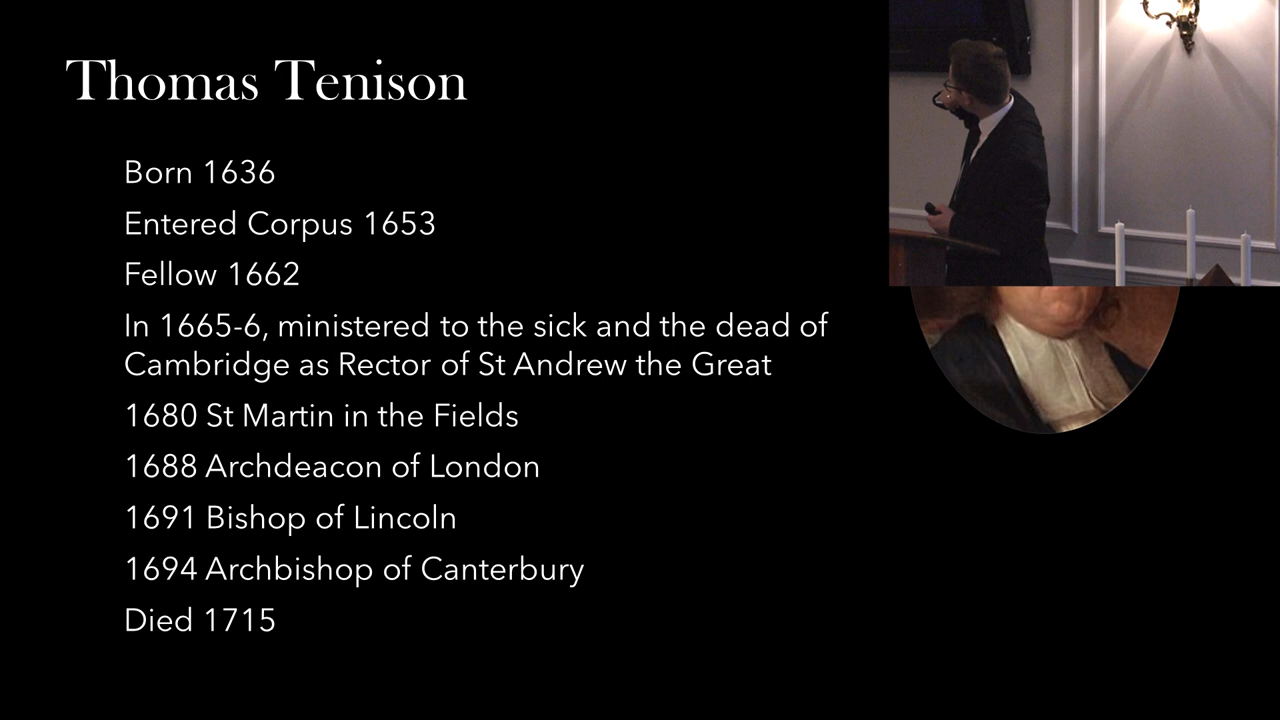 Thomas Tenison
Born 1636
Entered Corpus 1653
Fellow 1662
In 1665-6, ministered to the sick and the dead of
Cambridge as Rector of St Andrew the Great
1680 St Martin in the Fields
1688 Archdeacon of London
1691 Bishop of Lincoln
1694 Archbishop of Canterbury
Died 1715